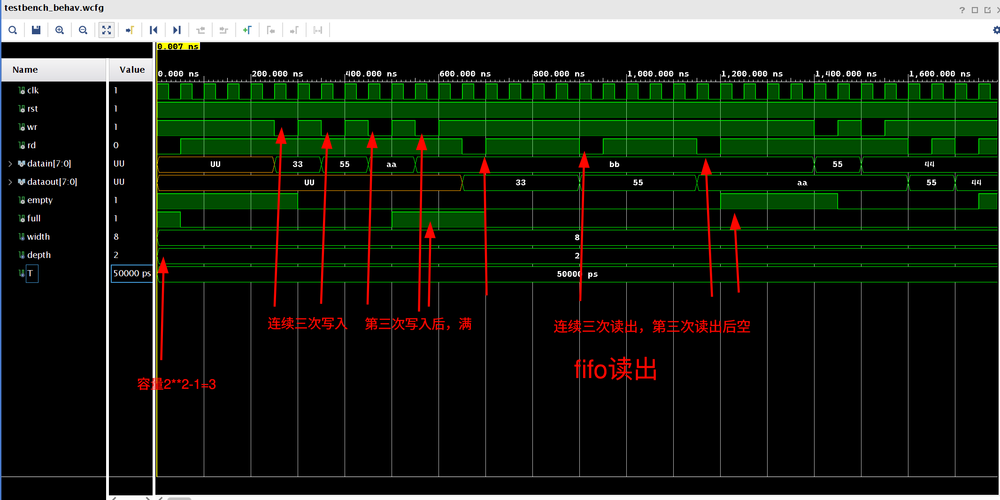 testbench_behav.wcfg
0.007 ns
Name Value
0.000 ns 200.000 ns 400.000 ns 600.000 ns 800.000 ns 1,000.000 ns 1,200.000 ns 1,400.000 ns 1,600.000 ns
clk 1
rst 1
wr 1
rd 0
datain[7:0] UU UU 33 55 aa bb 55 44
dataout[7:0] UU UU 33 55 aa 55 44
empty 1
full 1
width 8 8
depth 2 2
T 50000 ps 50000 ps
连续三次写入 第三次写入后，满 连续三次读出，第三次读出后空
fifo读出
容量2**2-1=3